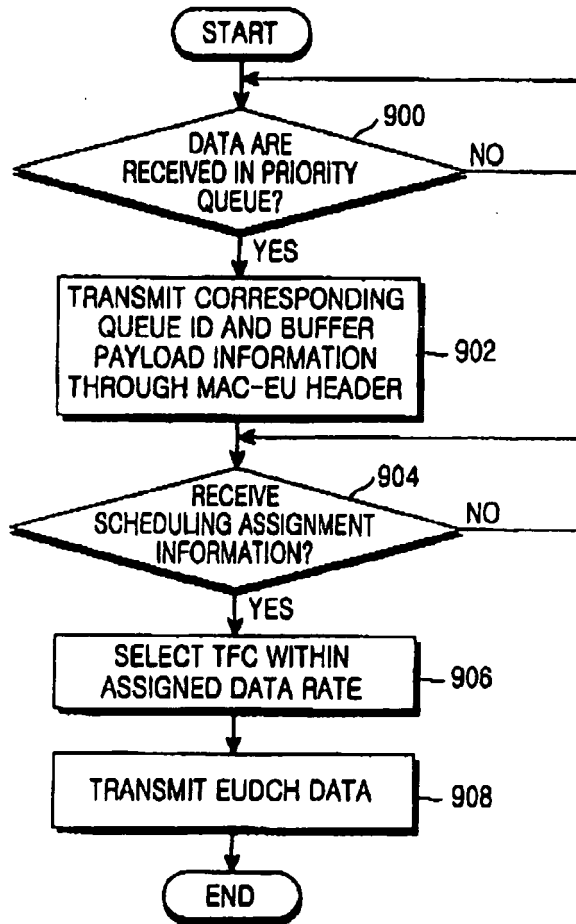 START
900
DATA ARE
RECEIVED IN PRIORITY
QUEUE?
NO
YES
TRANSMIT CORRESPONDING
QUEUE ID AND BUFFER
PAYLOAD INFORMATION
THROUGH MAC-EU HEADER
902
904
RECEIVE
SCHEDULING ASSIGNMENT
INFORMATION?
NO
YES
SELECT TFC WITHIN
ASSIGNED DATA RATE
906
TRANSMIT EUDCH DATA
908
END